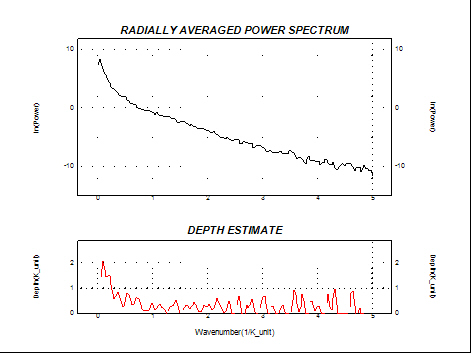 RADIALLY AVERAGED POWER SPECTRUM
10 10
0 0
-10 -10
ln(Power) ln(Power)
0 1 2 3 4 5
DEPTH ESTIMATE
2 2
1 1
0 0
Depth(K_unit) Depth(K_unit)
0 1 2 3 4 5
Wavenumber(1/K_unit)